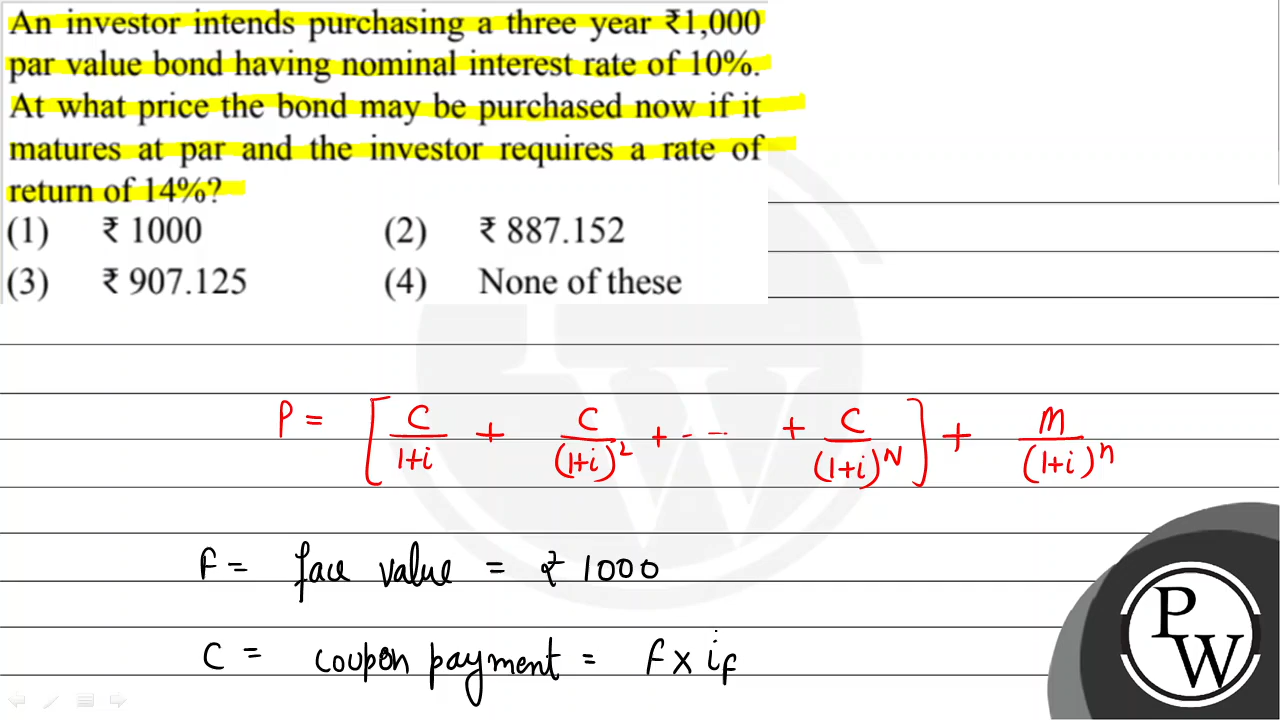 An investor intends purchasing a three year ₹1,000
par value bond having nominal interest rate of 10%.
At what price the bond may be purchased now if it
matures at par and the investor requires a rate of
return of 14%?
(1) ₹ 1000 (2) ₹ 887.152
(3) ₹ 907.125 (4) None of these
P = [ C/(1+i) + C/(1+i)² + - - + C/(1+i)^N ] + M/(1+i)^n
F = face value = ₹ 1000
C = coupon payment = F x i_F
P
W